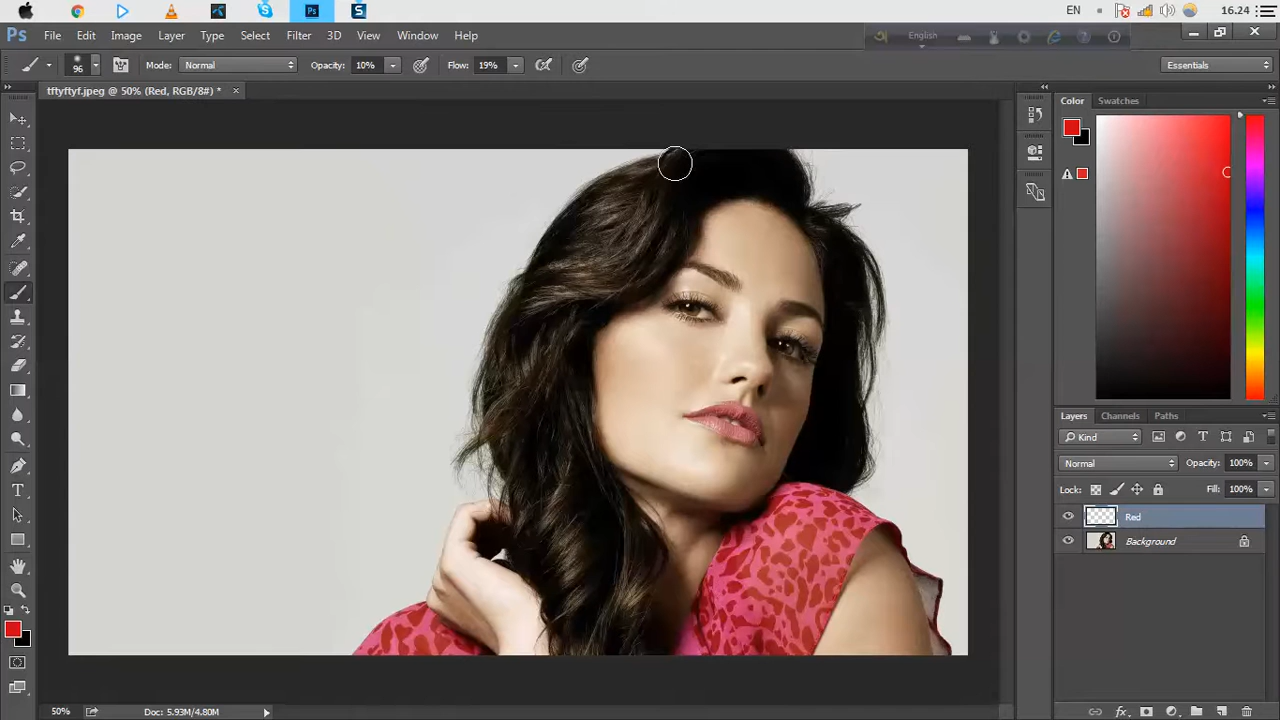 EN 16.24
Ps File Edit Image Layer Type Select Filter 3D View Window Help
English
96 Mode: Normal Opacity: 10% Flow: 19% Essentials
tftyftyf.jpeg @ 50% (Red, RGB/8#) *
Color Swatches
Layers Channels Paths
Kind
Normal Opacity: 100%
Lock: Fill: 100%
Red
Background
50% Doc: 5.93M/4.80M